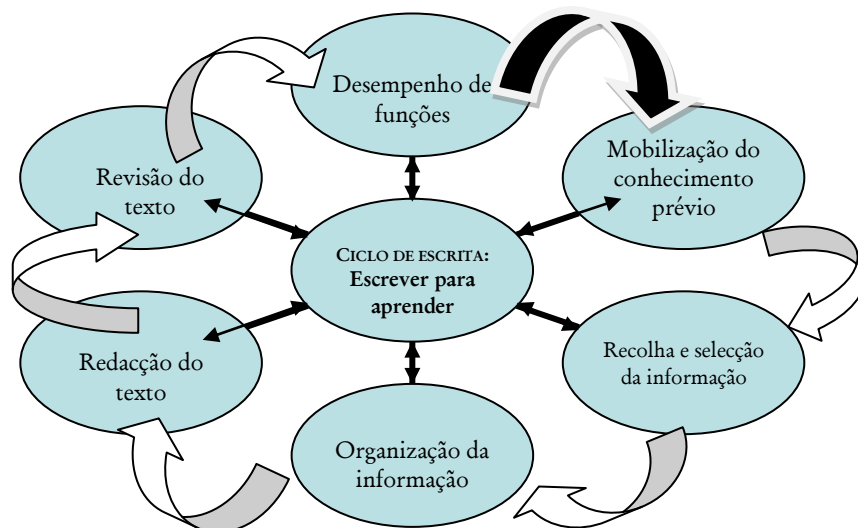 Desempenho de
funções
Mobilização do
conhecimento
prévio
Recolha e selecção
da informação
Organização da
informação
Redacção do
texto
Revisão do
texto
CICLO DE ESCRITA:
Escrever para
aprender